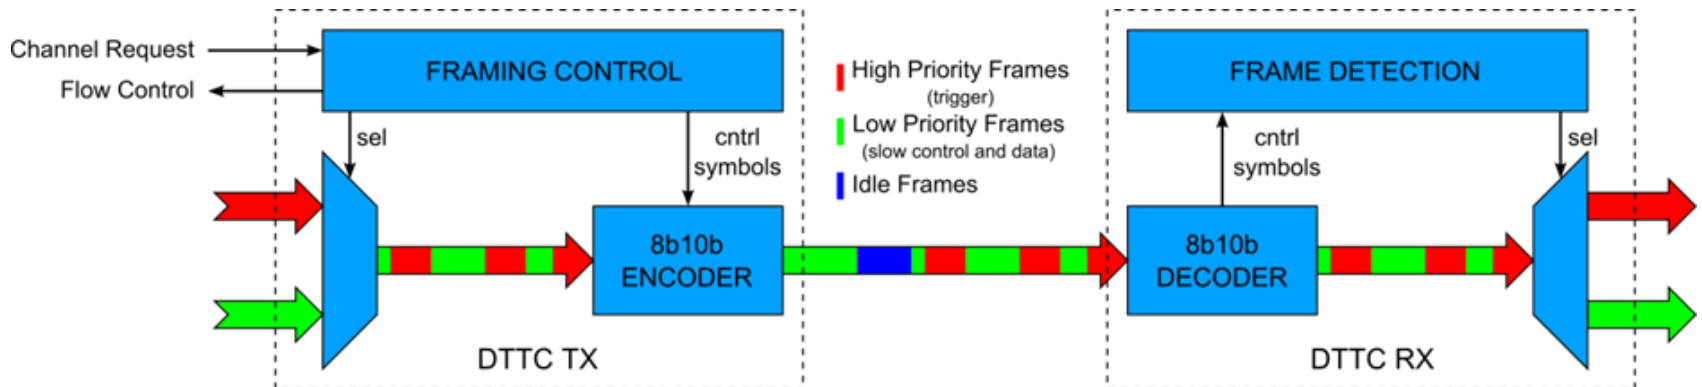 Channel Request
Flow Control
FRAMING CONTROL
sel
cntrl
symbols
8b10b
ENCODER
DTTC TX
High Priority Frames
(trigger)
Low Priority Frames
(slow control and data)
Idle Frames
FRAME DETECTION
cntrl
symbols
sel
8b10b
DECODER
DTTC RX